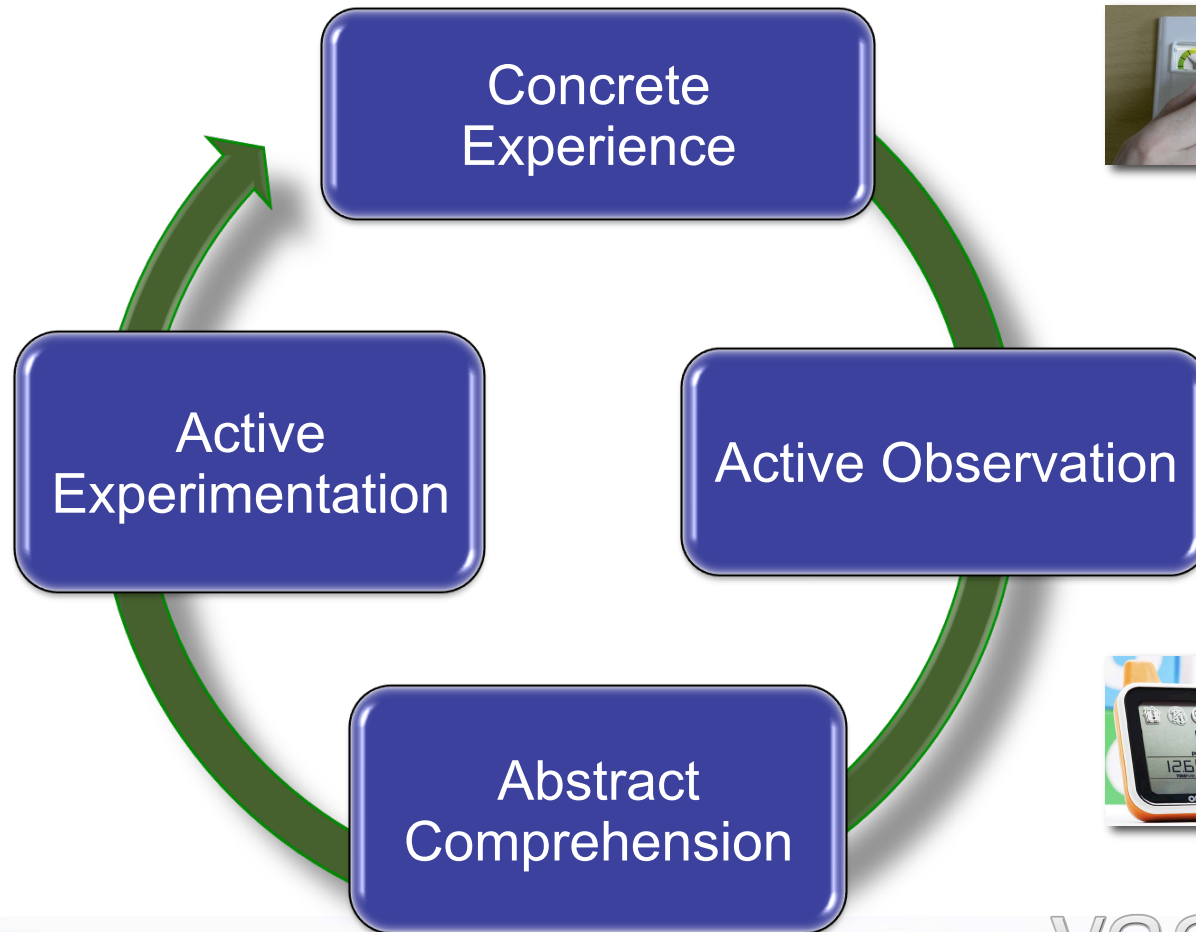 Concrete
Experience
Active
Experimentation
Active Observation
Abstract
Comprehension